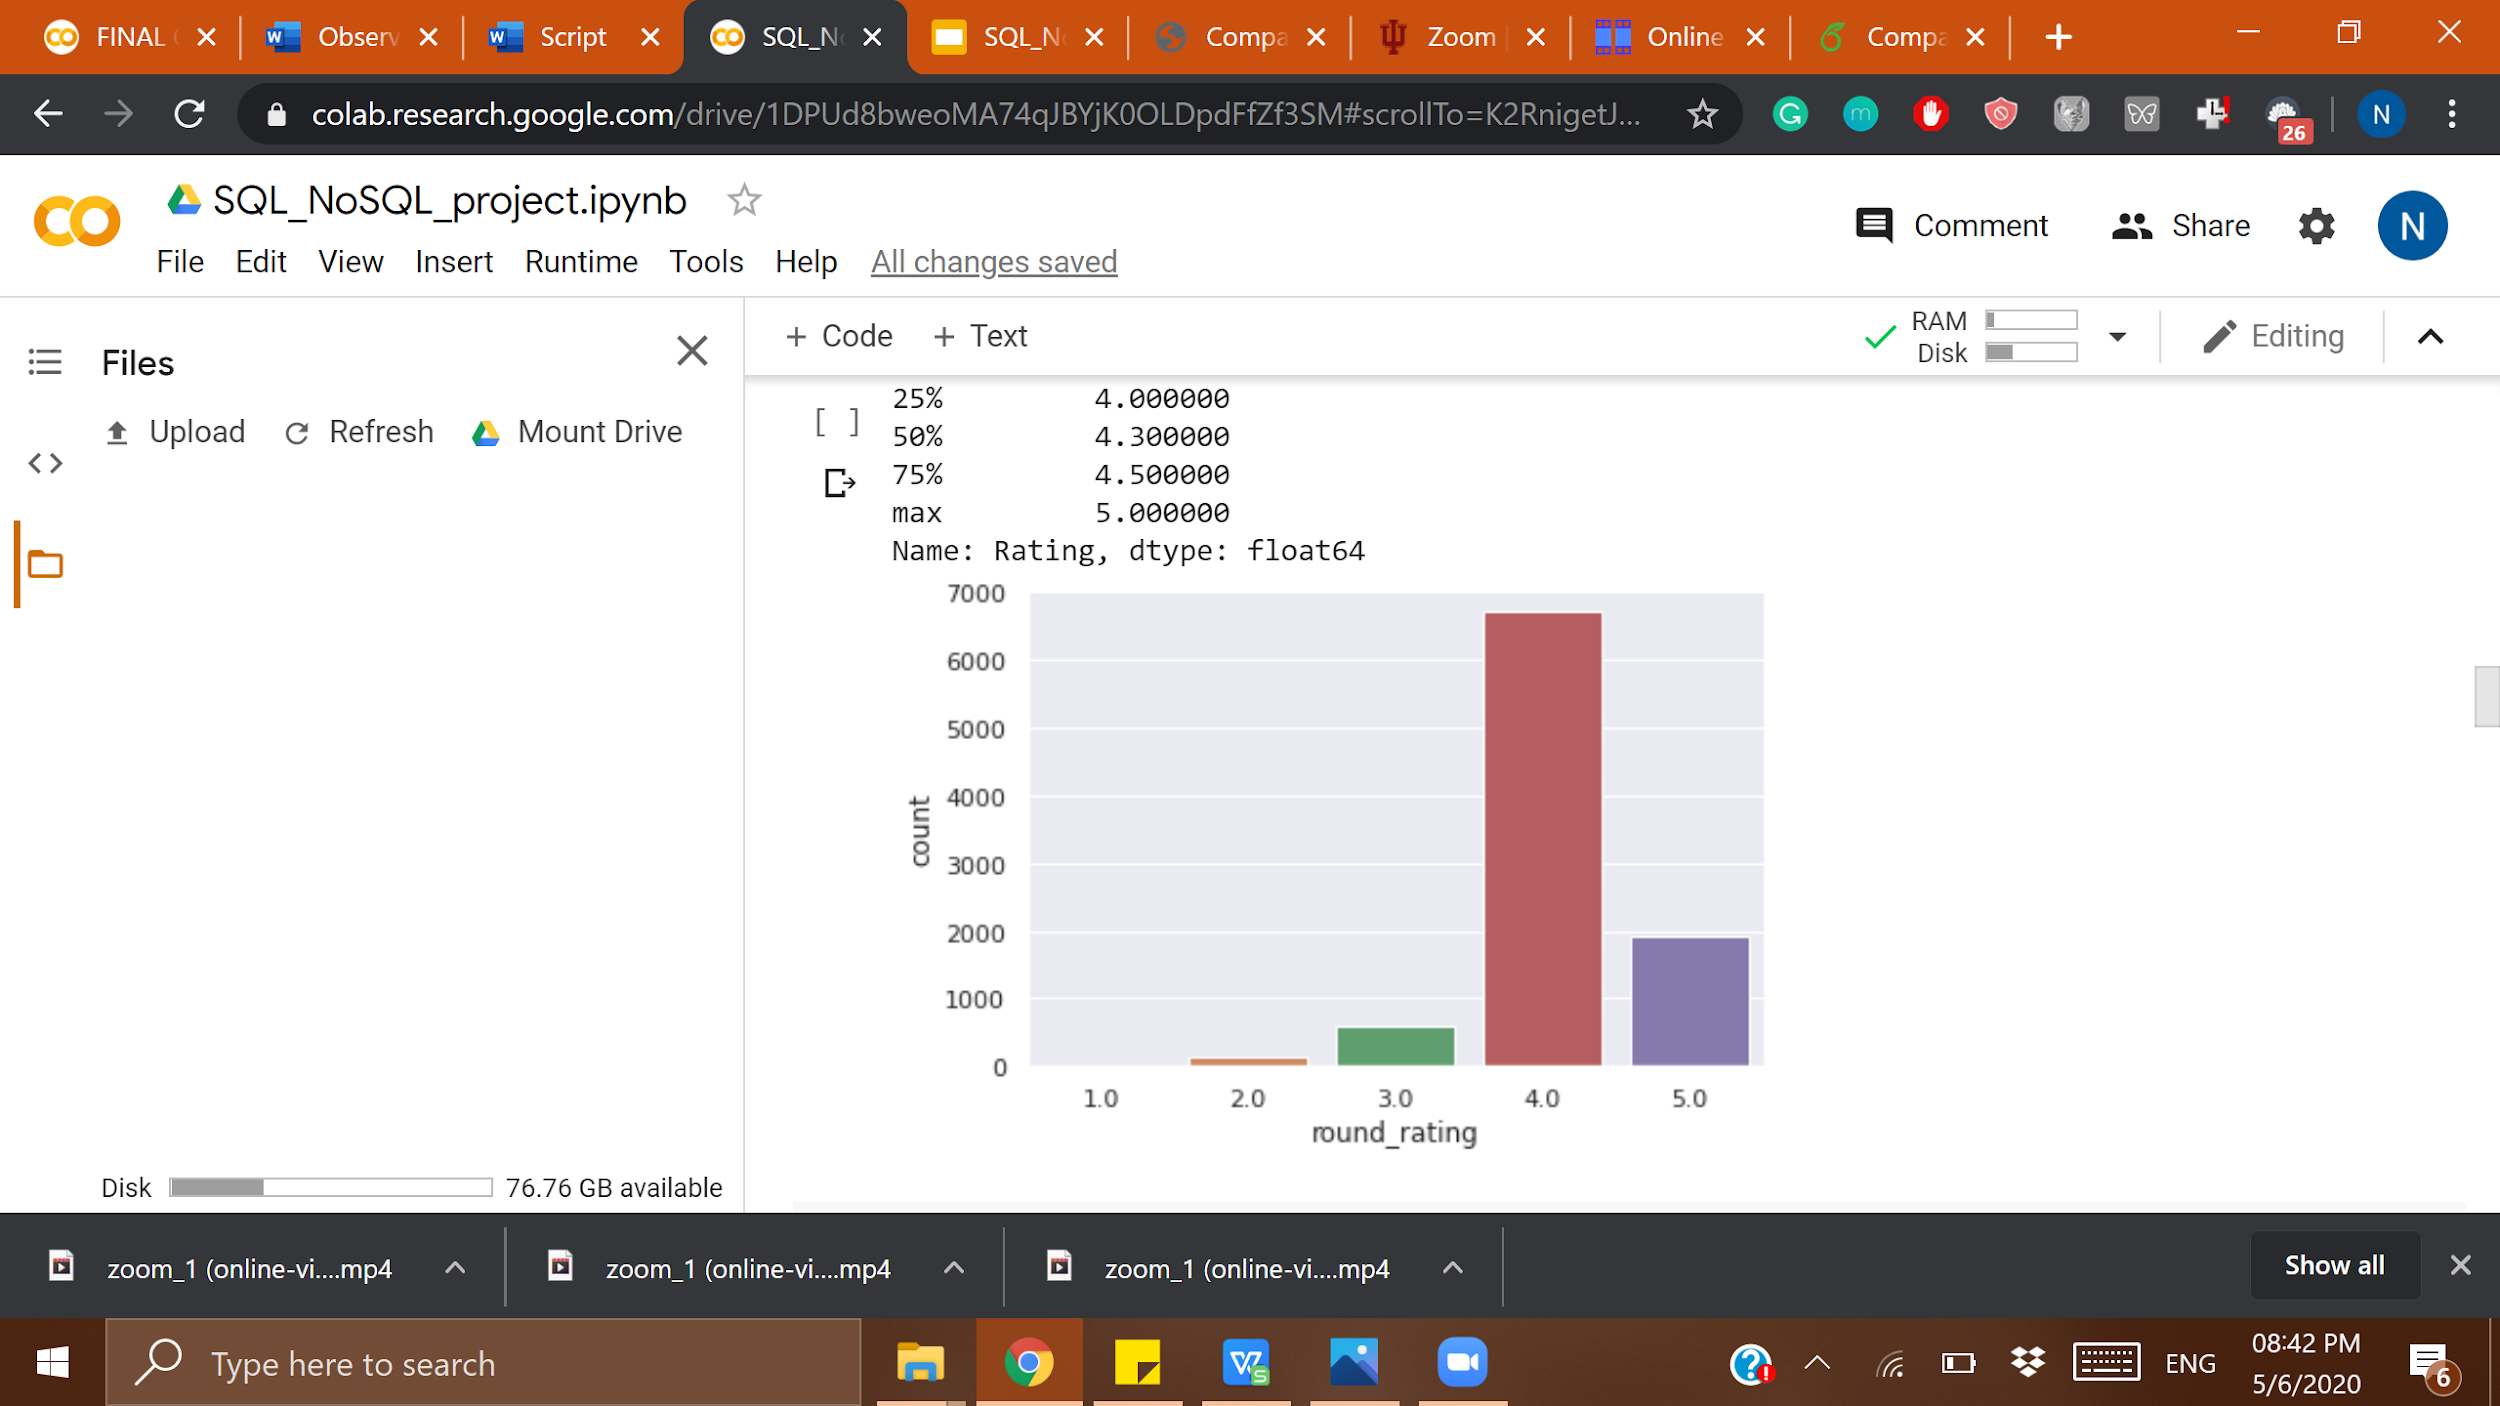 FINAL
Observ
Script
SQL_N
SQL_N
Compa
Zoom
Online
Compa
colab.research.google.com/drive/1DPUd8bweoMA74qJBYjK0OLDpdFfZf3SM#scrollTo=K2RnigetJ...
26
N
SQL_NoSQL_project.ipynb
Comment
Share
N
File Edit View Insert Runtime Tools Help All changes saved
Files
+ Code + Text
RAM
Disk
Editing
Upload Refresh Mount Drive
[ ]
25% 4.000000
50% 4.300000
75% 4.500000
max 5.000000
Name: Rating, dtype: float64
7000
6000
5000
4000
3000
2000
1000
0
count
1.0 2.0 3.0 4.0 5.0
round_rating
Disk 76.76 GB available
zoom_1 (online-vi....mp4
zoom_1 (online-vi....mp4
zoom_1 (online-vi....mp4
Show all
Type here to search
ENG
08:42 PM
5/6/2020
6